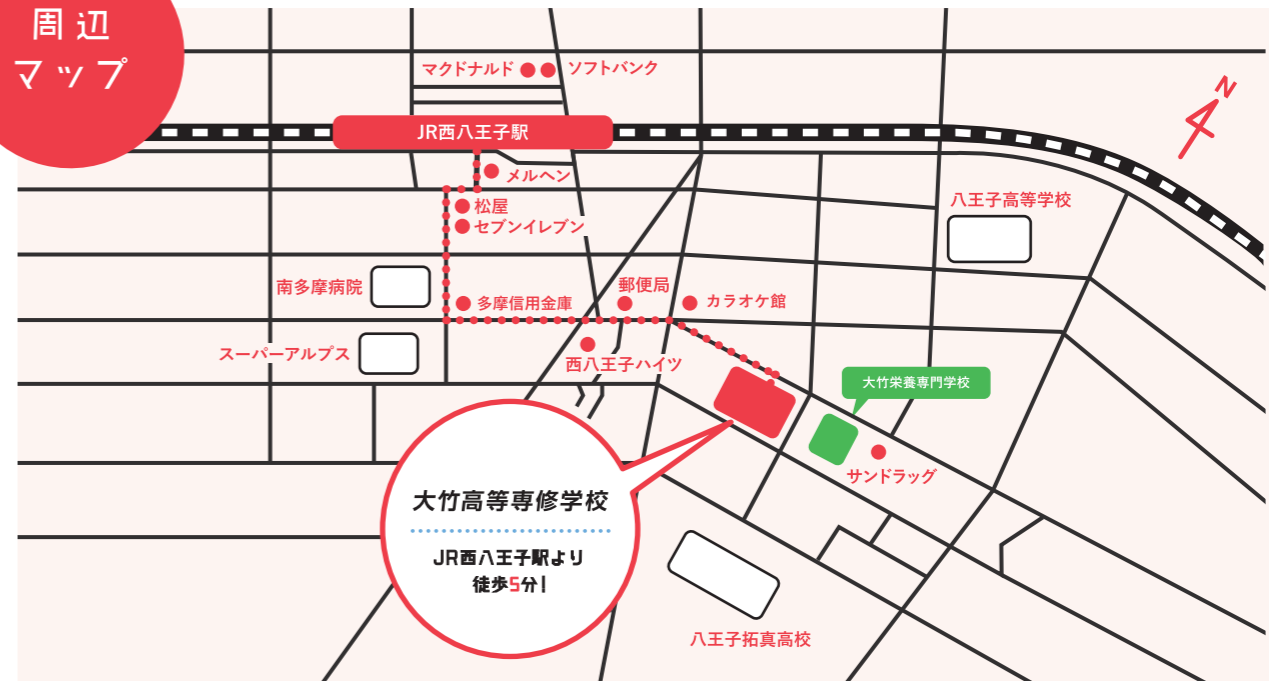 周辺
マップ
マクドナルド
ソフトバンク
N
JR西八王子駅
メルヘン
八王子高等学校
松屋
セブンイレブン
南多摩病院
郵便局
多摩信用金庫
カラオケ館
スーパーアルプス
西八王子ハイツ
大竹栄養専門学校
サンドラッグ
大竹高等専修学校
JR西八王子駅より
徒歩5分!
八王子拓真高校